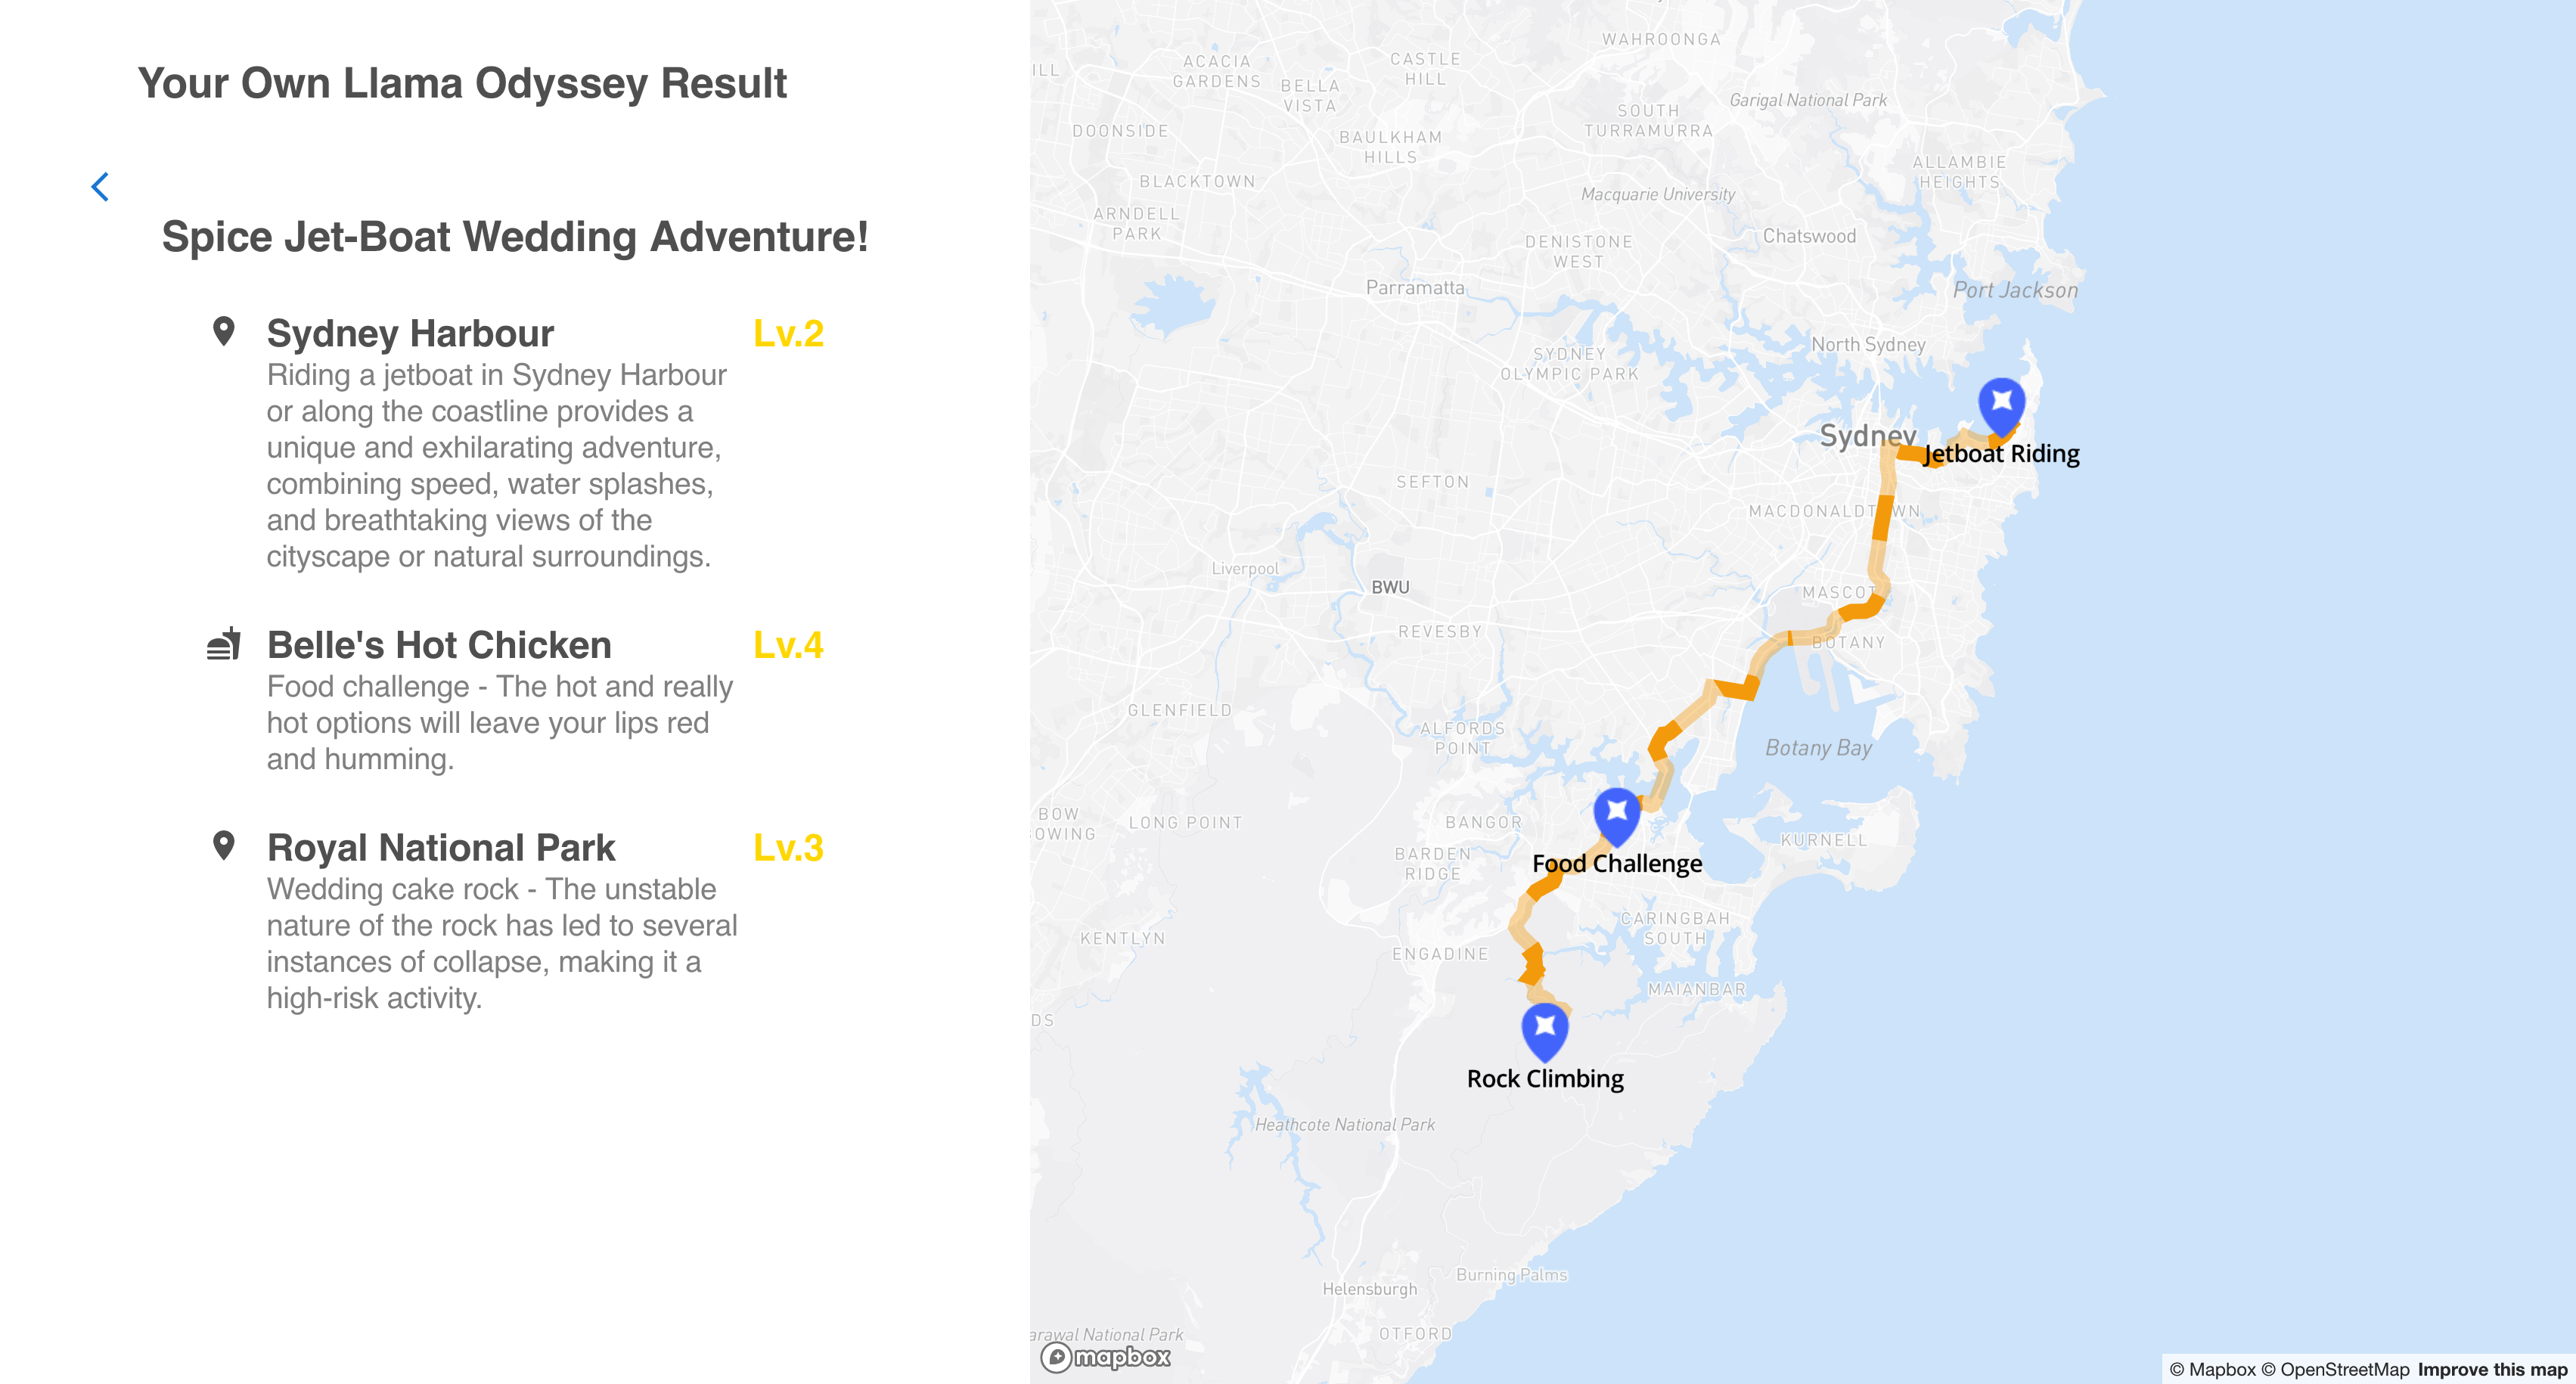 Your Own Llama Odyssey Result
Spice Jet-Boat Wedding Adventure!
Sydney Harbour
Lv.2
Riding a jetboat in Sydney Harbour
or along the coastline provides a
unique and exhilarating adventure,
combining speed, water splashes,
and breathtaking views of the
cityscape or natural surroundings.
Belle's Hot Chicken
Lv.4
Food challenge - The hot and really
hot options will leave your lips red
and humming.
Royal National Park
Lv.3
Wedding cake rock - The unstable
nature of the rock has led to several
instances of collapse, making it a
high-risk activity.
WAHROONGA
ILL
ACACIA
GARDENS
CASTLE
HILL
BELLA
VISTA
Garigal National Park
SOUTH
TURRAMURRA
DOONSIDE
BAULKHAM
HILLS
ALLAMBIE
HEIGHTS
BLACKTOWN
Macquarie University
ARNDELL
PARK
Chatswood
DENISTONE
WEST
Parramatta
Port Jackson
North Sydney
SYDNEY
OLYMPIC PARK
Sydney
Jetboat Riding
SEFTON
MACDONALDT WN
Liverpool
BWU
MASCOT
REVESBY
BOTANY
GLENFIELD
ALFORDS
POINT
Botany Bay
BOW
OWING
LONG POINT
BANGOR
KURNELL
BARDEN
RIDGE
Food Challenge
CARINGBAH
SOUTH
KENTLYN
ENGADINE
MAIANBAR
DS
Rock Climbing
Heathcote National Park
Burning Palms
Helensburgh
arawal National Park
OTFORD
mapbox
© Mapbox © OpenStreetMap Improve this map